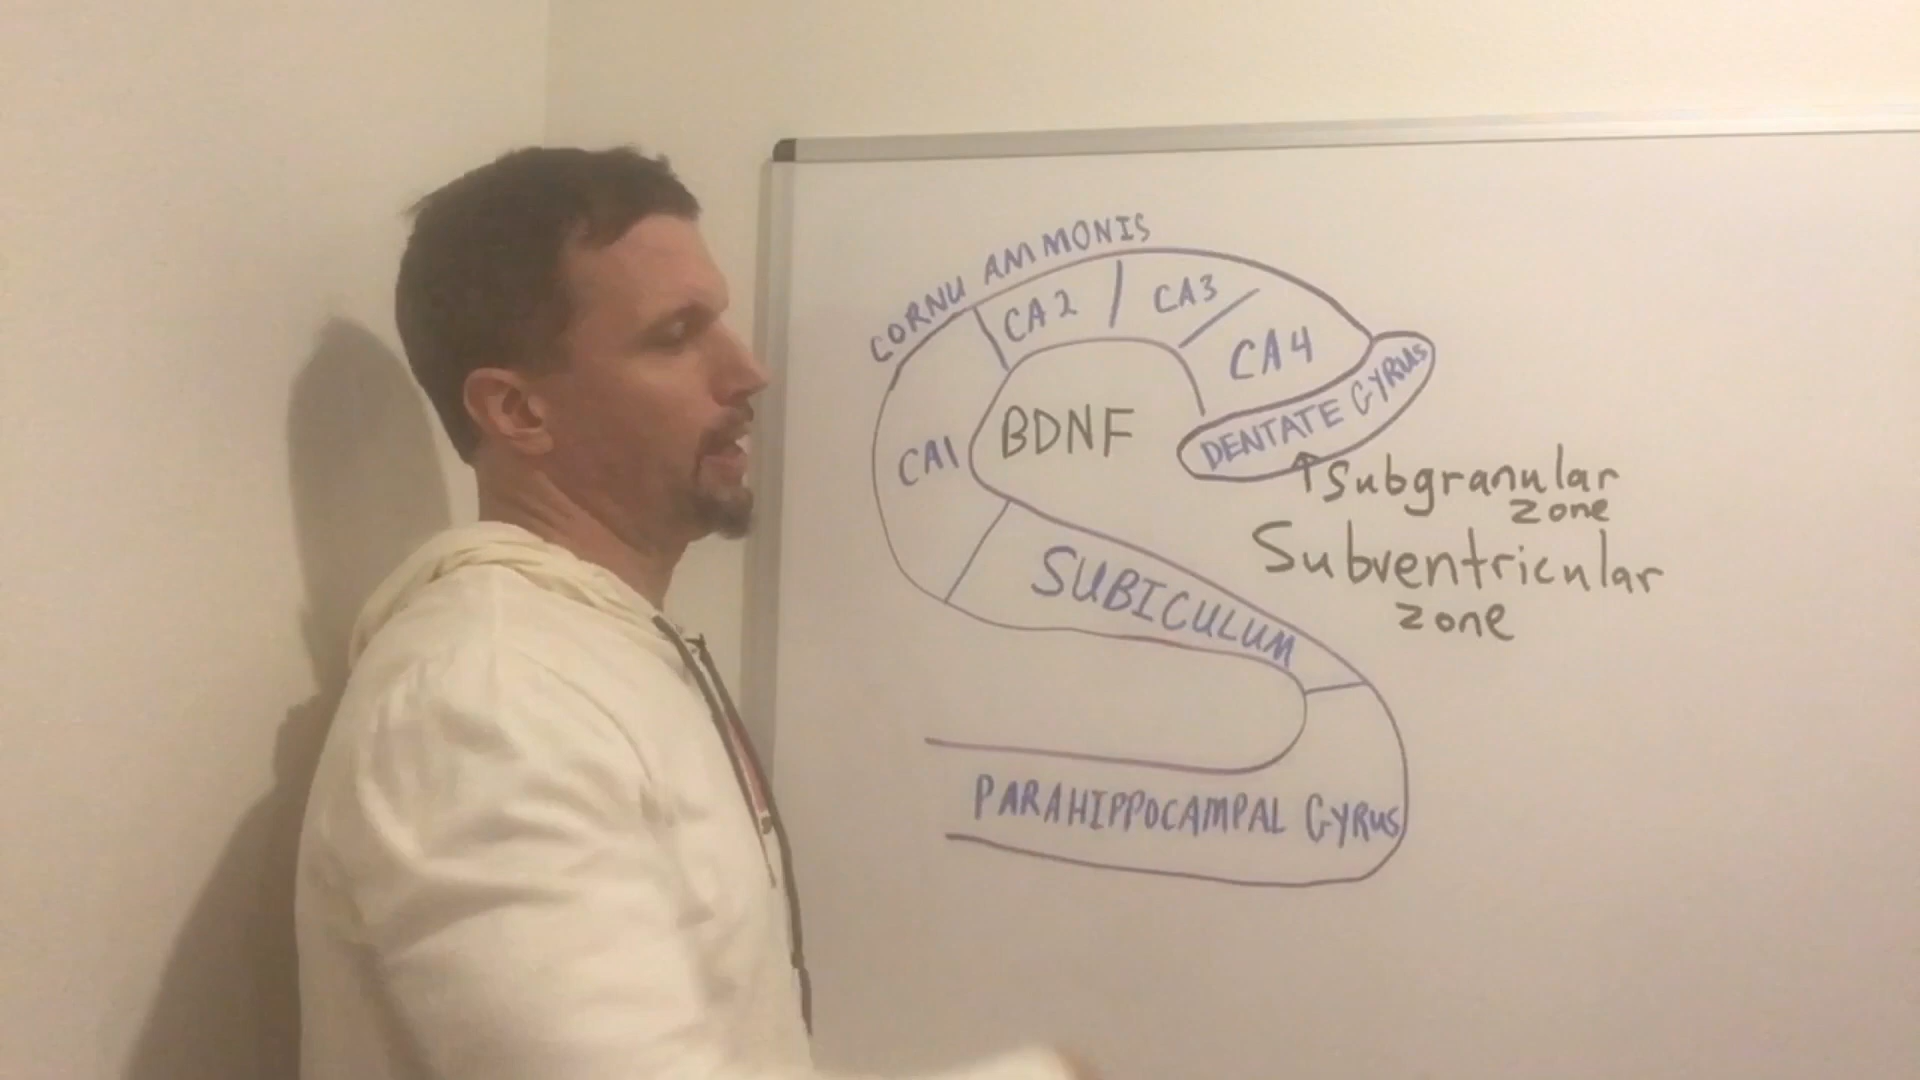 CORNU AMMONIS
CA2
CA3
CA4
DENTATE GYRUS
CA1
BDNF
↑Subgranular
zone
Subventricular
zone
SUBICULUM
PARAHIPPOCAMPAL GYRUS